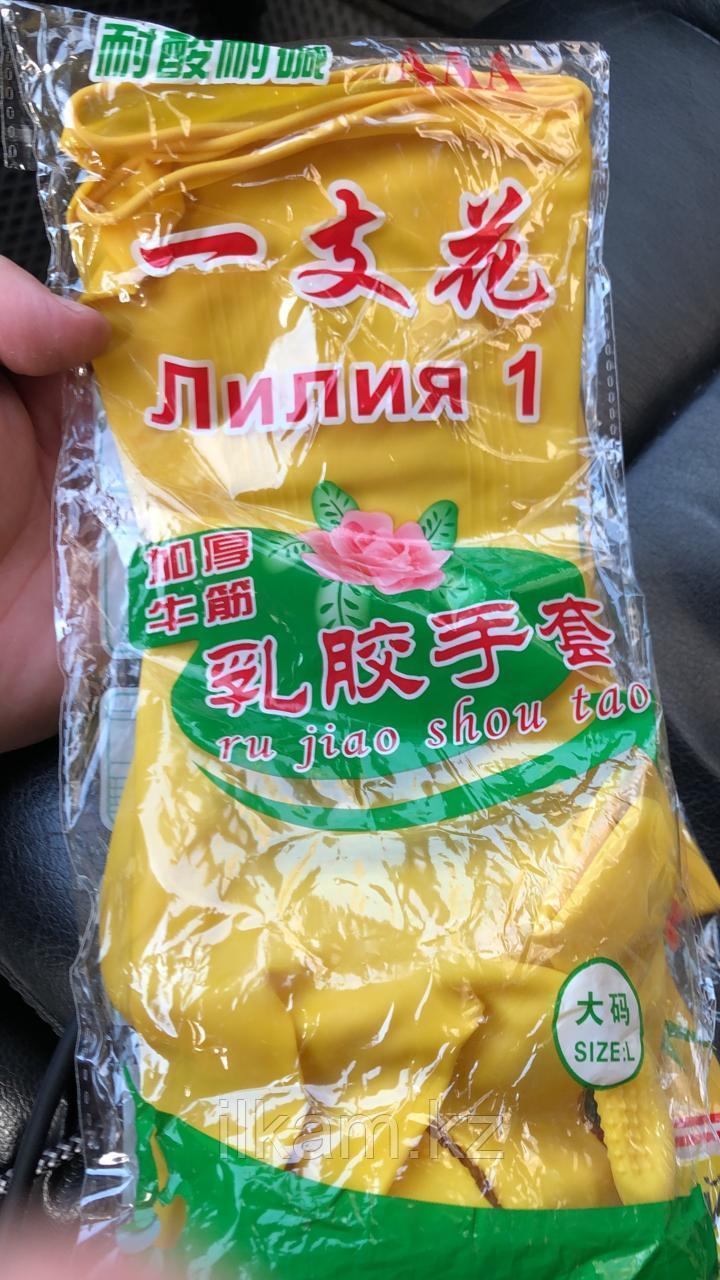 耐酸耐碱 AAA
一支花
Лилия 1
加厚
牛筋
乳胶手套
ru jiao shou tao
大码
SIZE:L
ilkam.kz